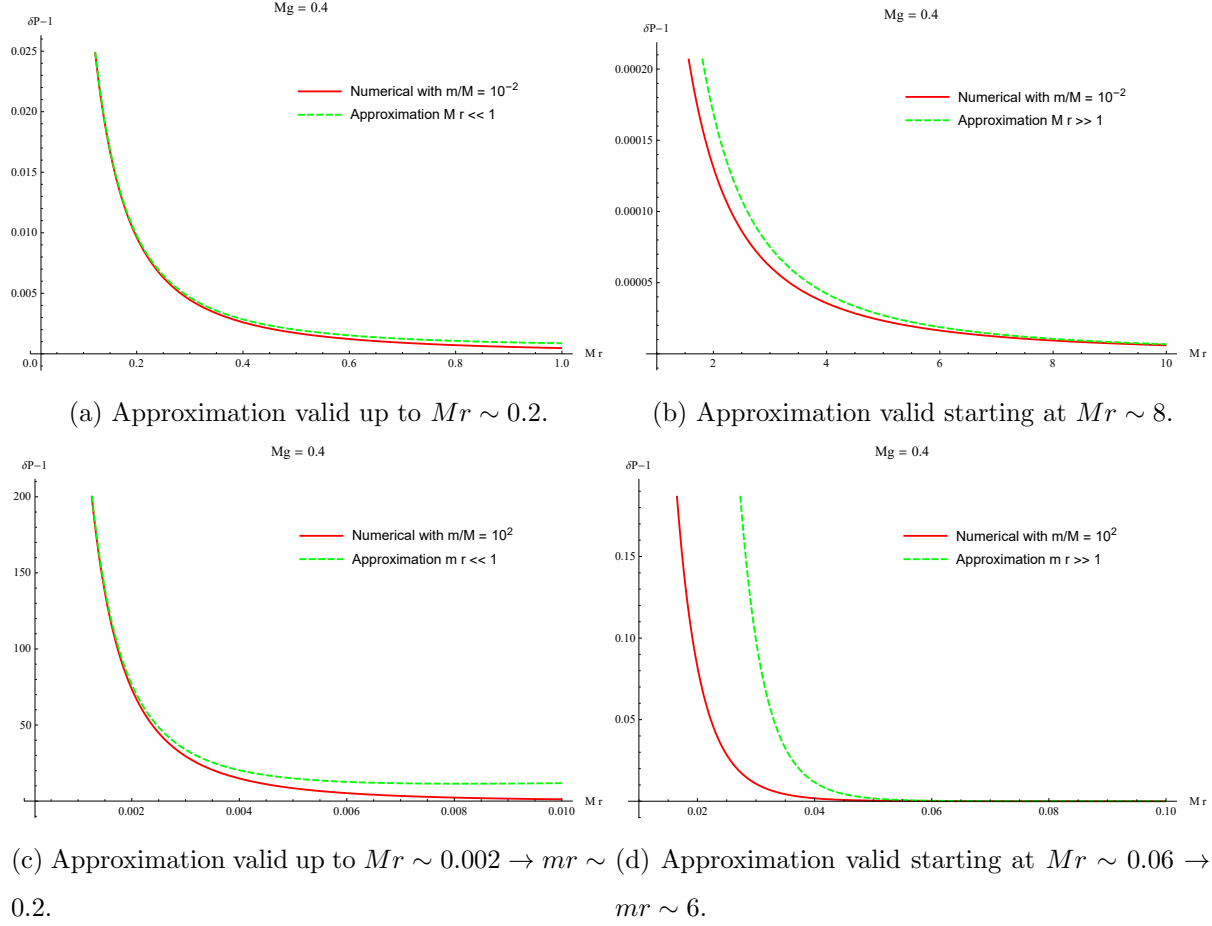 Mg = 0.4
δP−1
0.025
0.020
0.015
0.010
0.005
0.0
0.2
0.4
0.6
0.8
1.0
M r
Numerical with m/M = 10⁻²
Approximation M r << 1
(a) Approximation valid up to Mr ∼ 0.2.
Mg = 0.4
δP−1
0.00020
0.00015
0.00010
0.00005
2
4
6
8
10
M r
Numerical with m/M = 10⁻²
Approximation M r >> 1
(b) Approximation valid starting at Mr ∼ 8.
Mg = 0.4
δP−1
200
150
100
50
0.002
0.004
0.006
0.008
0.010
M r
Numerical with m/M = 10²
Approximation m r << 1
(c) Approximation valid up to Mr ∼ 0.002 → mr ∼
0.2.
Mg = 0.4
δP−1
0.15
0.10
0.05
0.02
0.04
0.06
0.08
0.10
M r
Numerical with m/M = 10²
Approximation m r >> 1
(d) Approximation valid starting at Mr ∼ 0.06 →
mr ∼ 6.